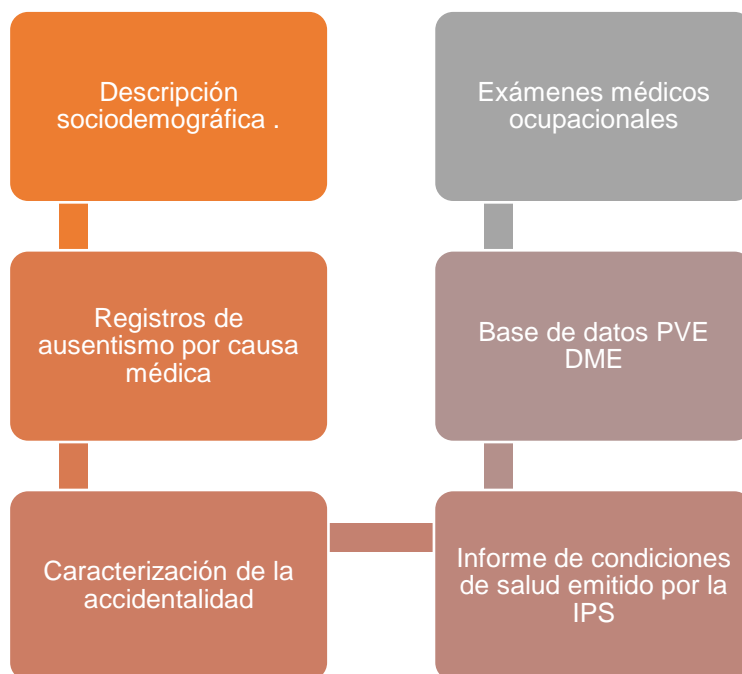 Descripción
sociodemográfica .
Registros de
ausentismo por causa
médica
Caracterización de la
accidentalidad
Informe de condiciones
de salud emitido por la
IPS
Base de datos PVE
DME
Exámenes médicos
ocupacionales